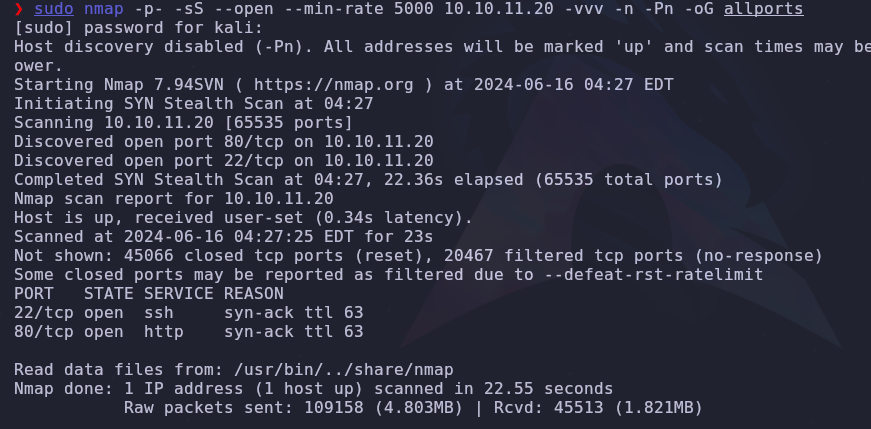 ❯ sudo nmap -p- -sS --open --min-rate 5000 10.10.11.20 -vvv -n -Pn -oG allports
[sudo] password for kali:
Host discovery disabled (-Pn). All addresses will be marked 'up' and scan times may be
ower.
Starting Nmap 7.94SVN ( https://nmap.org ) at 2024-06-16 04:27 EDT
Initiating SYN Stealth Scan at 04:27
Scanning 10.10.11.20 [65535 ports]
Discovered open port 80/tcp on 10.10.11.20
Discovered open port 22/tcp on 10.10.11.20
Completed SYN Stealth Scan at 04:27, 22.36s elapsed (65535 total ports)
Nmap scan report for 10.10.11.20
Host is up, received user-set (0.34s latency).
Scanned at 2024-06-16 04:27:25 EDT for 23s
Not shown: 45066 closed tcp ports (reset), 20467 filtered tcp ports (no-response)
Some closed ports may be reported as filtered due to --defeat-rst-ratelimit
PORT   STATE SERVICE REASON
22/tcp open  ssh     syn-ack ttl 63
80/tcp open  http    syn-ack ttl 63
Read data files from: /usr/bin/../share/nmap
Nmap done: 1 IP address (1 host up) scanned in 22.55 seconds
           Raw packets sent: 109158 (4.803MB) | Rcvd: 45513 (1.821MB)